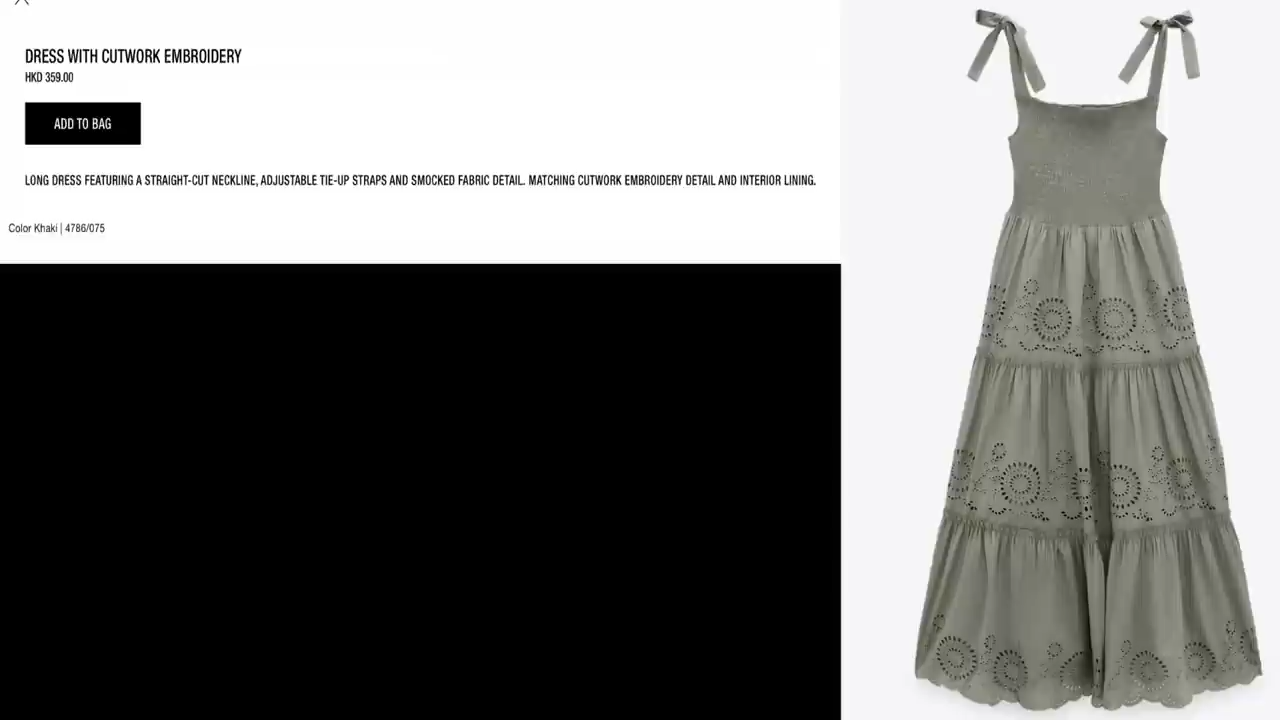 DRESS WITH CUTWORK EMBROIDERY
HKD 359.00
ADD TO BAG
LONG DRESS FEATURING A STRAIGHT-CUT NECKLINE, ADJUSTABLE TIE-UP STRAPS AND SMOCKED FABRIC DETAIL. MATCHING CUTWORK EMBROIDERY DETAIL AND INTERIOR LINING.
Color Khaki | 4786/075